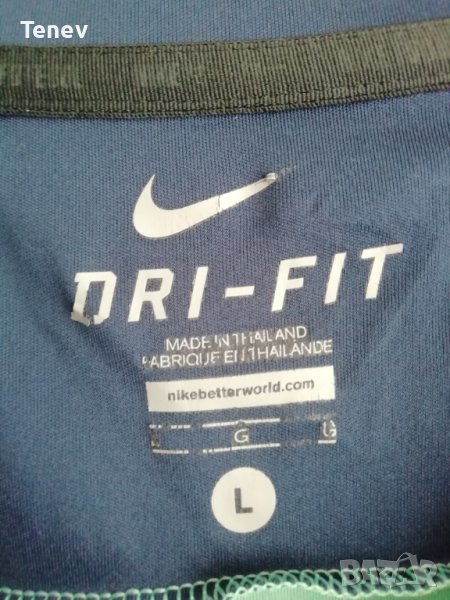 Tenev
DRI-FIT
MADE IN THAILAND
FABRIQUE EN THAILANDE
nikebetterworld.com
G
L